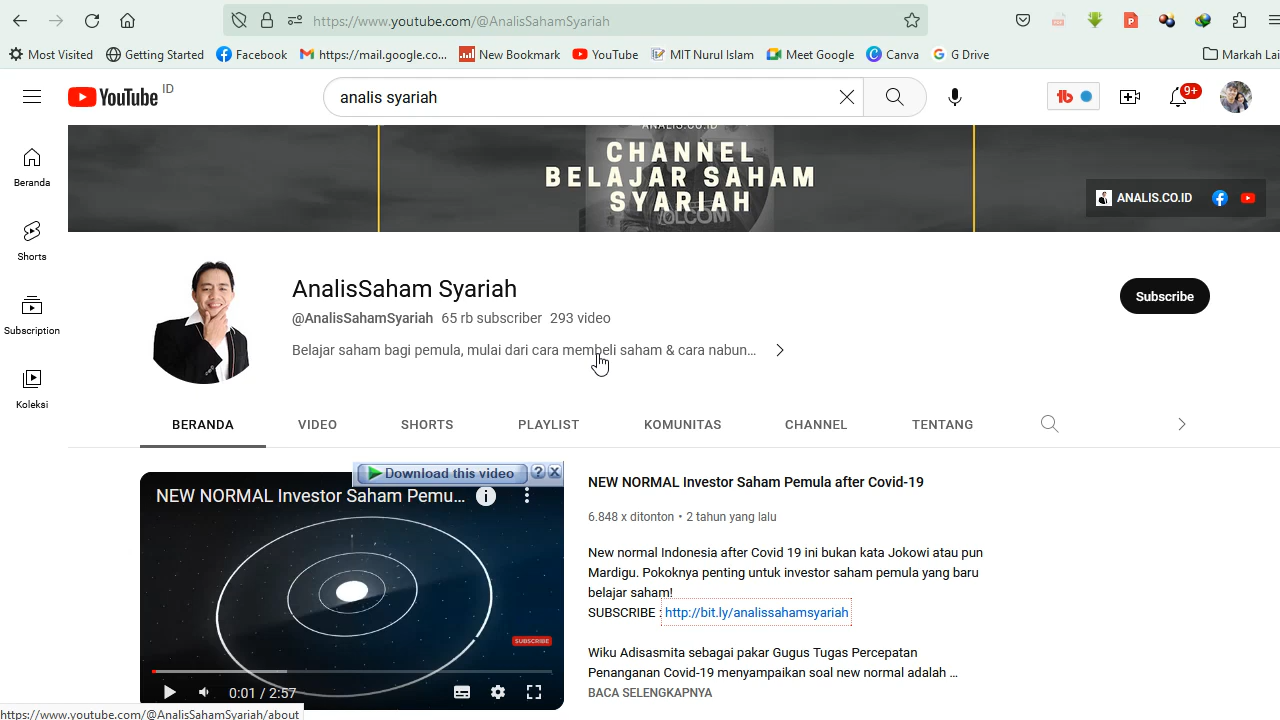 https://www.youtube.com/@AnalisSahamSyariah
Most Visited
Getting Started
Facebook
https://mail.google.co...
New Bookmark
YouTube
MIT Nurul Islam
Meet Google
Canva
G Drive
Markah Lai
YouTube ID
analis syariah
9+
ANALIS.CO.ID
CHANNEL
BELAJAR SAHAM
SYARIAH
ANALIS.CO.ID
Beranda
Shorts
Subscription
Koleksi
AnalisSaham Syariah
@AnalisSahamSyariah 65 rb subscriber 293 video
Belajar saham bagi pemula, mulai dari cara membeli saham & cara nabun...
Subscribe
BERANDA
VIDEO
SHORTS
PLAYLIST
KOMUNITAS
CHANNEL
TENTANG
Download this video
NEW NORMAL Investor Saham Pemu...
SUBSCRIBE
0:01 / 2:57
NEW NORMAL Investor Saham Pemula after Covid-19
6.848 x ditonton • 2 tahun yang lalu
New normal Indonesia after Covid 19 ini bukan kata Jokowi atau pun
Mardigu. Pokoknya penting untuk investor saham pemula yang baru
belajar saham!
SUBSCRIBE : http://bit.ly/analissahamsyariah
Wiku Adisasmita sebagai pakar Gugus Tugas Percepatan
Penanganan Covid-19 menyampaikan soal new normal adalah ...
BACA SELENGKAPNYA
https://www.youtube.com/@AnalisSahamSyariah/about